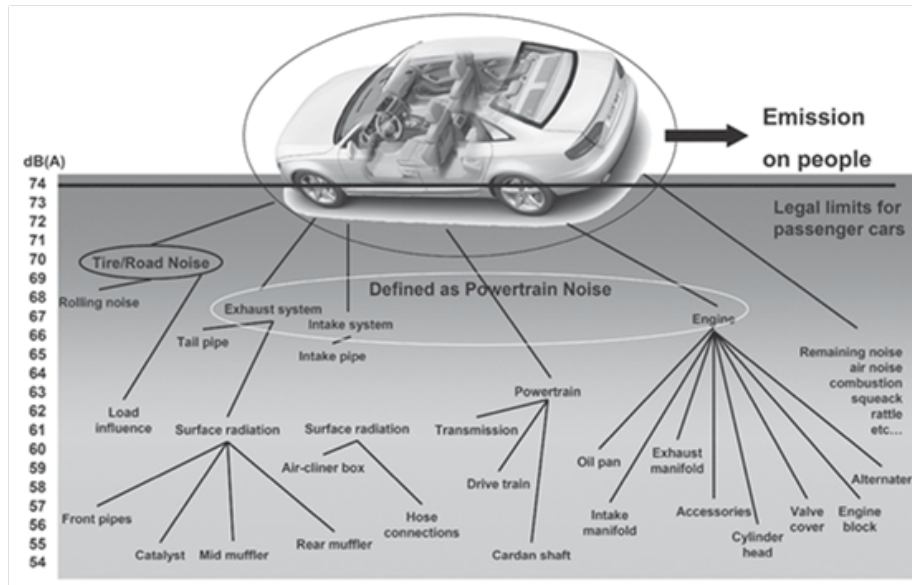 Emission
on people
dB(A)
74
73
72
71
70
69
68
67
66
65
64
63
62
61
60
59
58
57
56
55
54
Legal limits for
passenger cars
Tire/Road Noise
Rolling noise
Load
influence
Defined as Powertrain Noise
Exhaust system
Tail pipe
Surface radiation
Front pipes
Catalyst
Mid muffler
Rear muffler
Intake system
Intake pipe
Surface radiation
Air-cliner box
Hose
connections
Powertrain
Transmission
Drive train
Cardan shaft
Engine
Oil pan
Intake
manifold
Exhaust
manifold
Accessories
Cylinder
head
Valve
cover
Engine
block
Alternater
Remaining noise
air noise
combustion
squeack
rattle
etc...